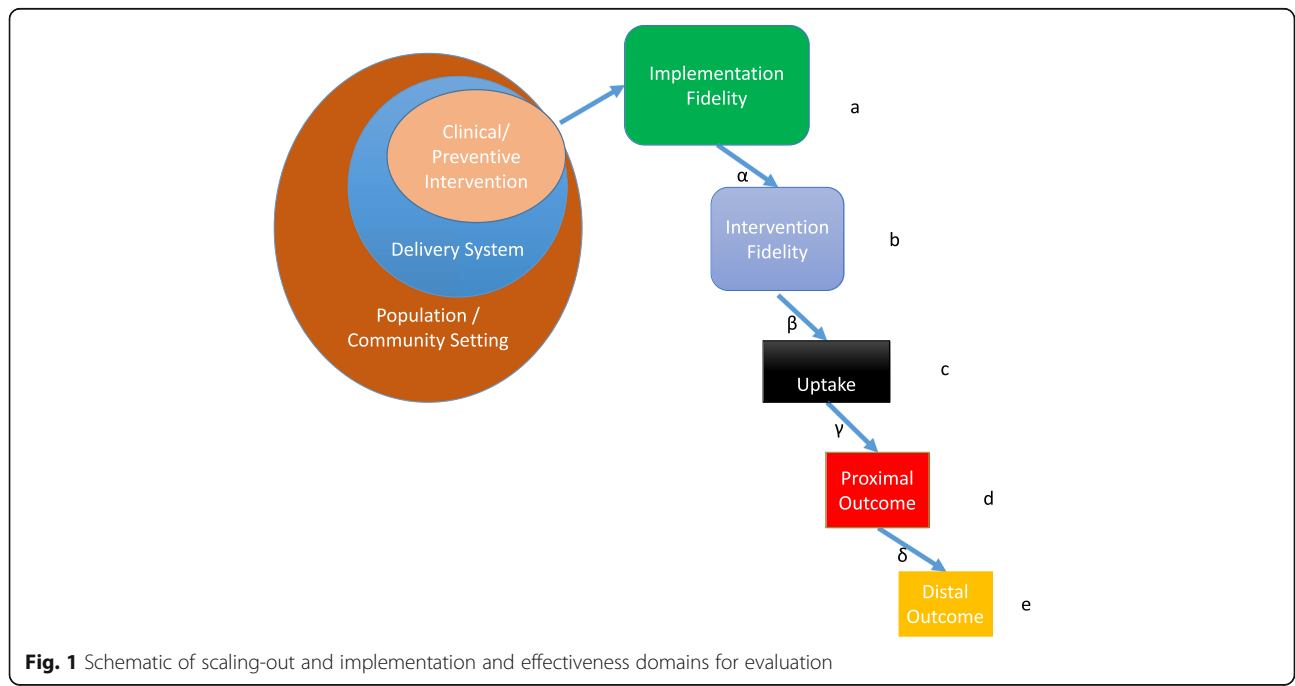 Clinical/
Preventive
Intervention
Delivery System
Population /
Community Setting
Implementation
Fidelity
a
α
Intervention
Fidelity
b
β
Uptake
c
γ
Proximal
Outcome
d
δ
Distal
Outcome
e
Fig. 1 Schematic of scaling-out and implementation and effectiveness domains for evaluation